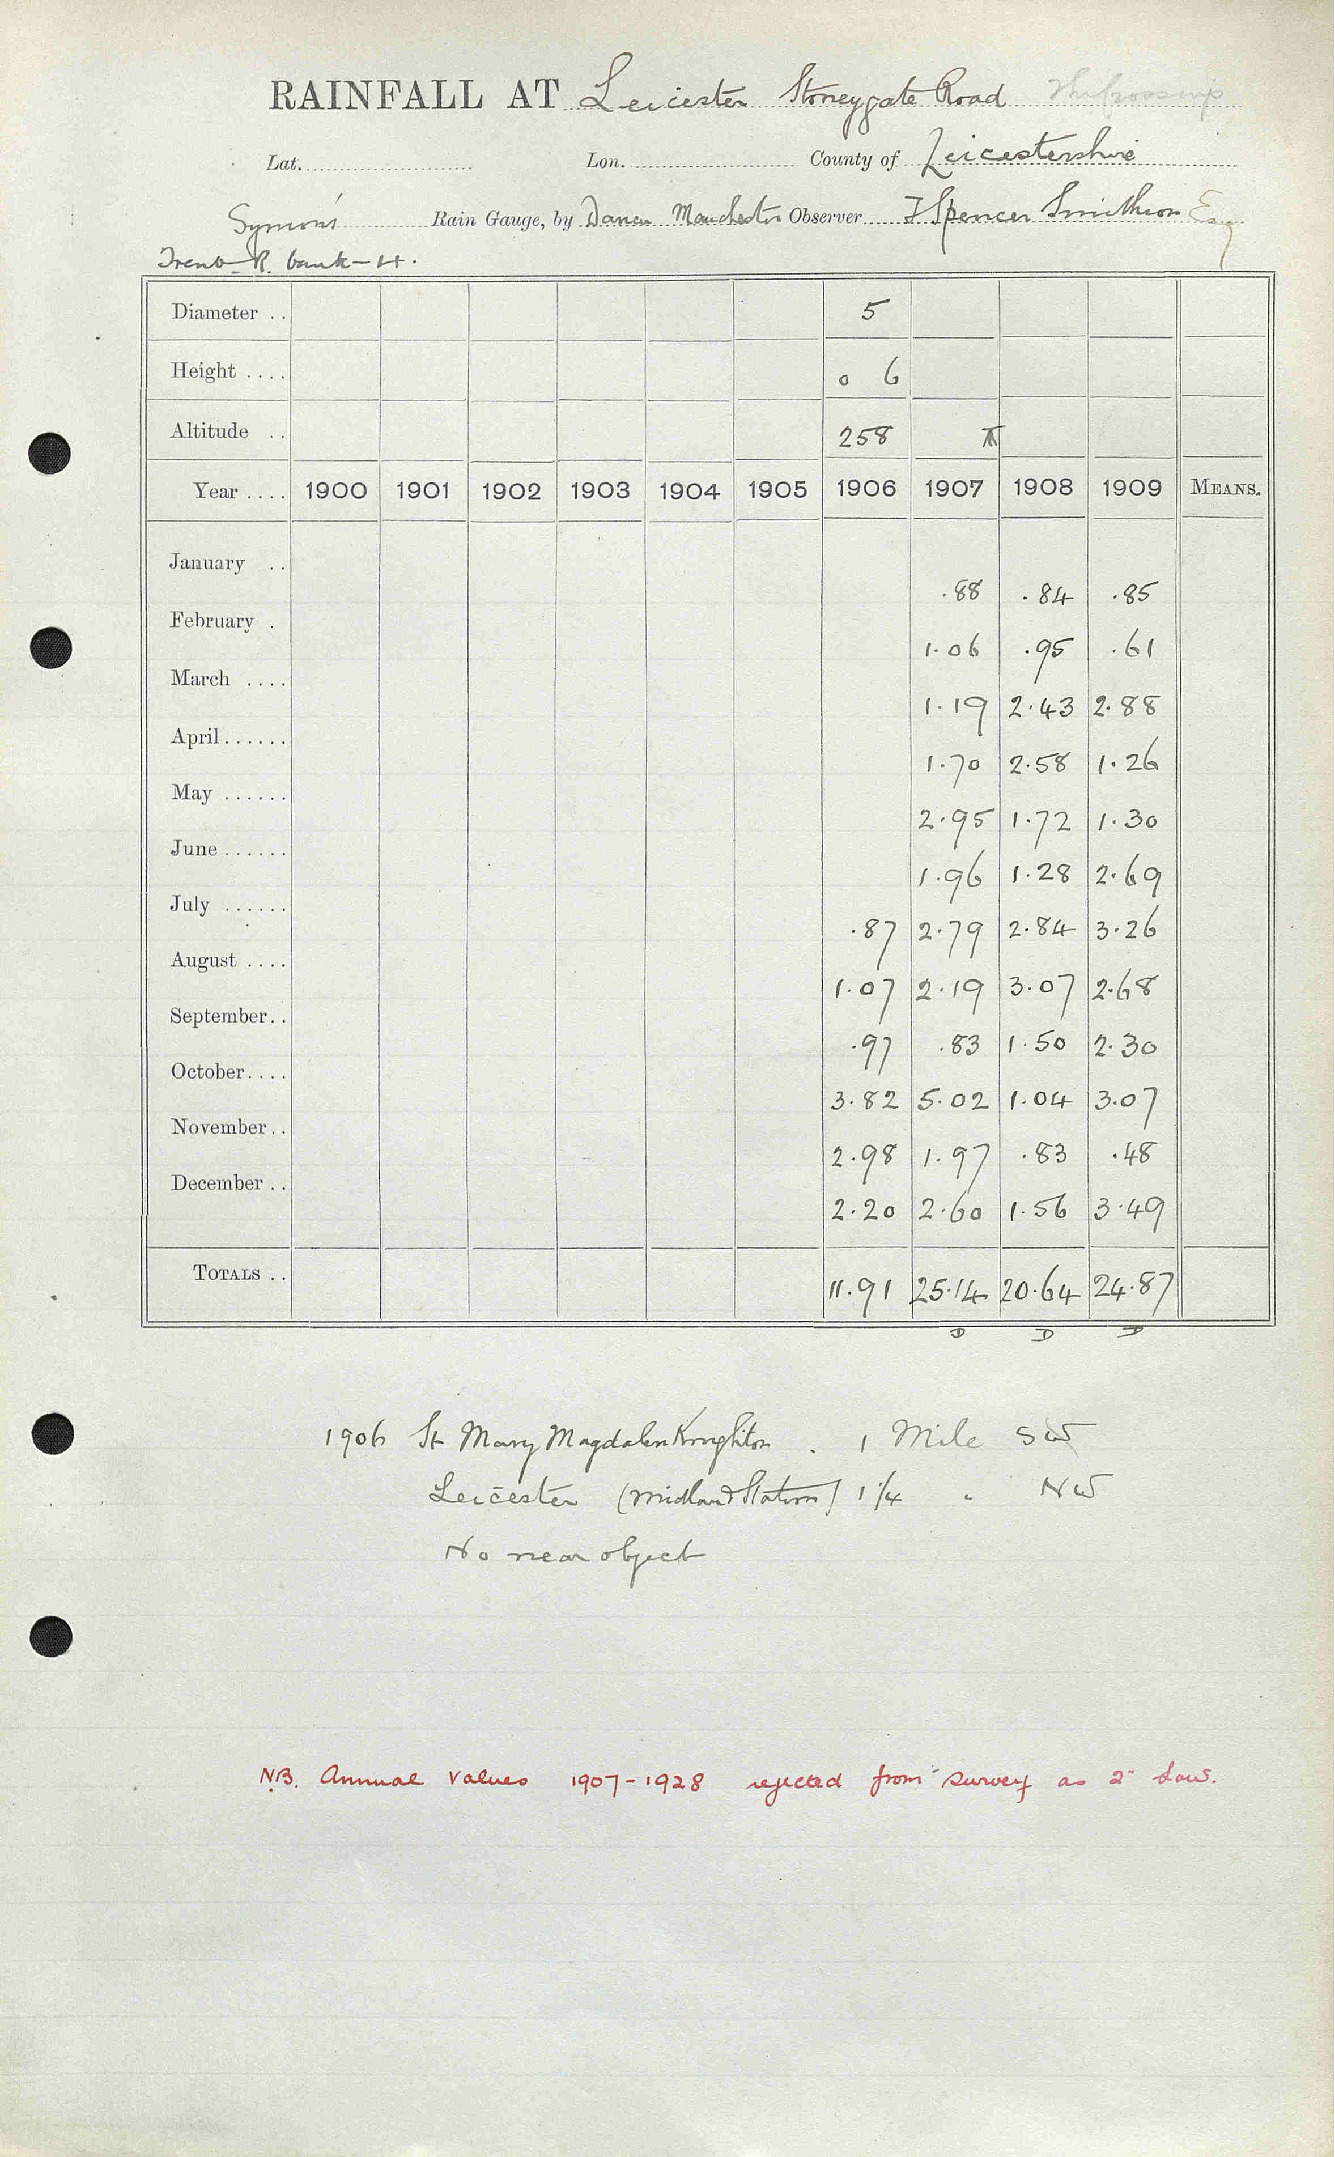 RAINFALL AT Leicester Stoneygate Road
Lat. Lon. County of Leicestershire
Symon's Rain Gauge, by Manchester Observer J Spencer Smithson Esq
Trent R. bank-H.
Diameter .. 5
Height .... 0 6
Altitude .. 258
Year .... 1900 1901 1902 1903 1904 1905 1906 1907 1908 1909 MEANS.
January .. .88 .84 .85
February . 1.06 .95 .61
March .... 1.19 2.43 2.88
April...... 1.70 2.58 1.26
May ...... 2.95 1.72 1.30
June ...... 1.96 1.28 2.69
July ...... .87 2.79 2.84 3.26
August .... 1.07 2.19 3.07 2.68
September.. .97 .83 1.50 2.30
October.... 3.82 5.02 1.04 3.07
November.. 2.98 1.97 .83 .48
December .. 2.20 2.60 1.56 3.49
TOTALS .. 11.91 25.14 20.64 24.87
D D D
1906 St Mary Magdalen Knighton . 1 Mile SW
Leicester (Midland Station) 1 1/4 " NW
No near object
NB. Annual values 1907-1928 rejected from survey as 2" low.